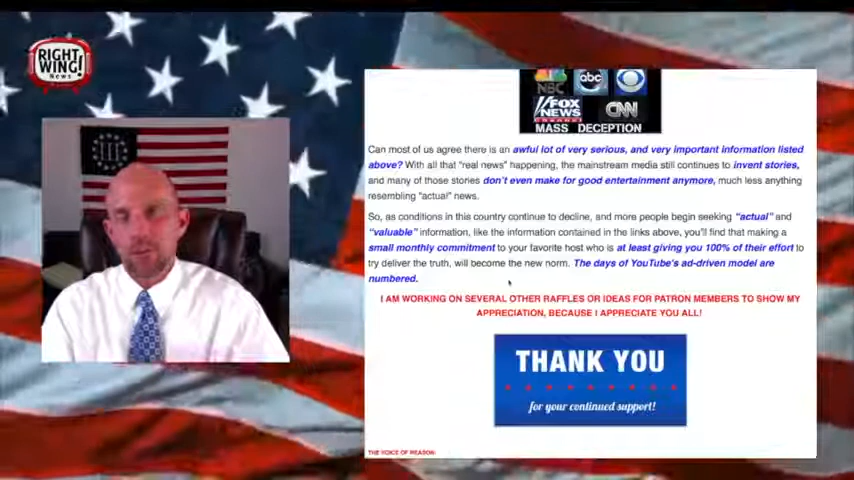 RIGHT
WING!
News
III
NBC
abc
FOX
NEWS
channel
CNN
MASS DECEPTION
Can most of us agree there is an awful lot of very serious, and very important information listed
above? With all that "real news" happening, the mainstream media still continues to invent stories,
and many of those stories don't even make for good entertainment anymore, much less anything
resembling "actual" news.
So, as conditions in this country continue to decline, and more people begin seeking "actual" and
"valuable" information, like the information contained in the links above, you'll find that making a
small monthly commitment to your favorite host who is at least giving you 100% of their effort to
try deliver the truth, will become the new norm. The days of YouTube's ad-driven model are
numbered.
I AM WORKING ON SEVERAL OTHER RAFFLES OR IDEAS FOR PATRON MEMBERS TO SHOW MY
APPRECIATION, BECAUSE I APPRECIATE YOU ALL!
THANK YOU
for your continued support!
THE VOICE OF REASON